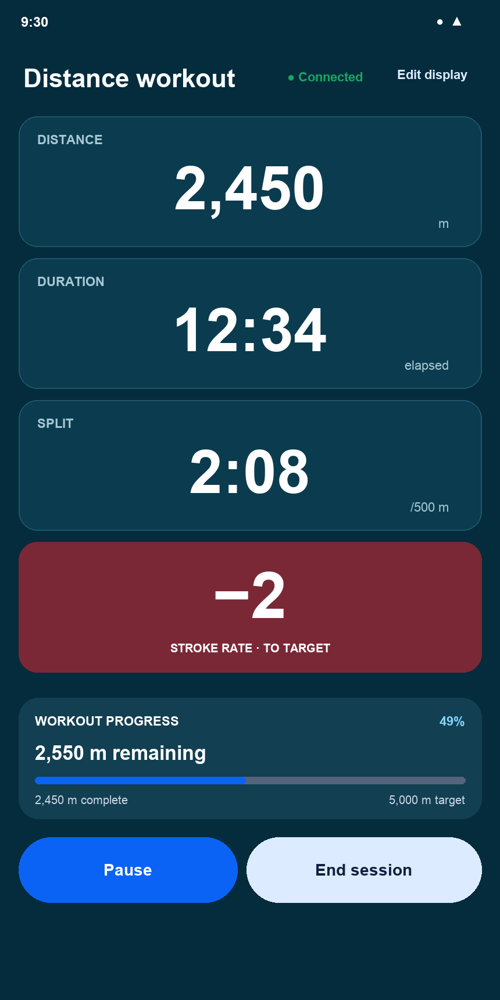 9:30
Distance workout
● Connected
Edit display
DISTANCE
2,450
m
DURATION
12:34
elapsed
SPLIT
2:08
/500 m
−2
STROKE RATE · TO TARGET
WORKOUT PROGRESS
49%
2,550 m remaining
2,450 m complete
5,000 m target
Pause
End session